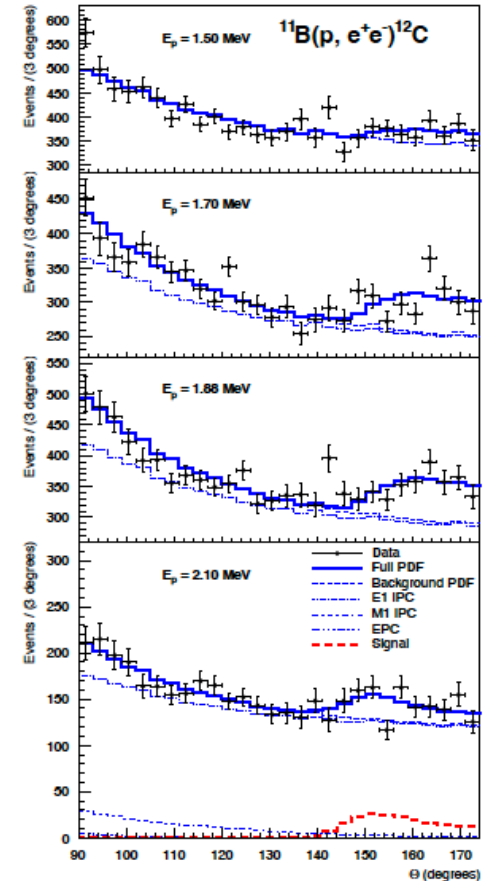 ¹¹B(p, e⁺e⁻)¹²C
Events / (3 degrees)
600
550
500
450
400
350
300
E_p = 1.50 MeV
Events / (3 degrees)
450
400
350
300
250
E_p = 1.70 MeV
Events / (3 degrees)
550
500
450
400
350
300
E_p = 1.88 MeV
Events / (3 degrees)
300
250
200
150
100
50
0
E_p = 2.10 MeV
Data
Full PDF
Background PDF
E1 IPC
M1 IPC
EPC
Signal
90 100 110 120 130 140 150 160 170
Θ (degrees)